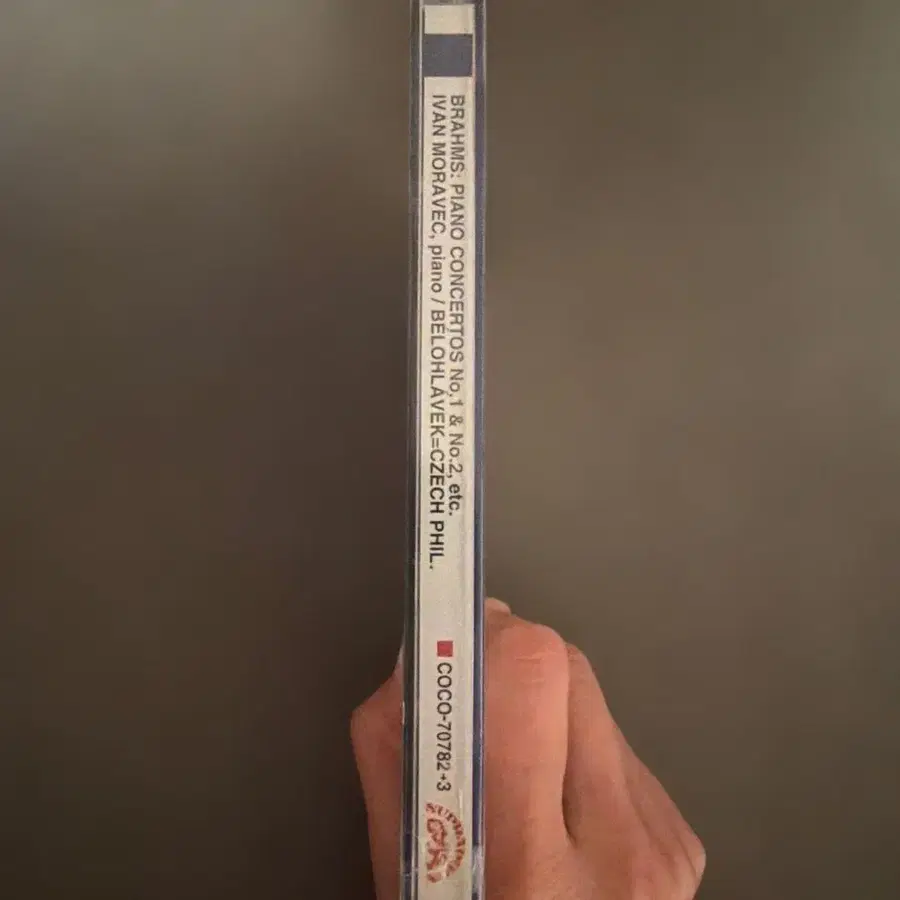 BRAHMS: PIANO CONCERTOS No.1 & No.2, etc.
IVAN MORAVEC, piano / BĚLOHLÁVEK=CZECH PHIL.
COCO-70782→3